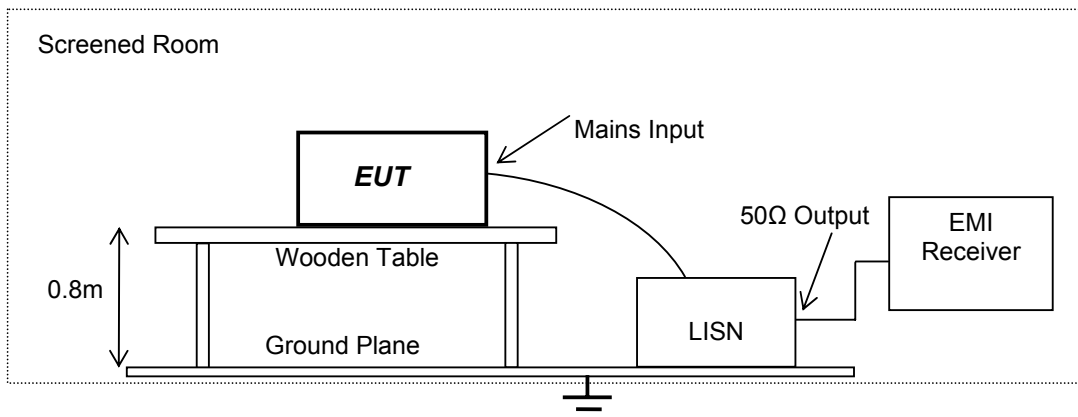 Screened Room
Mains Input
EUT
50Ω Output
EMI
Receiver
Wooden Table
0.8m
LISN
Ground Plane